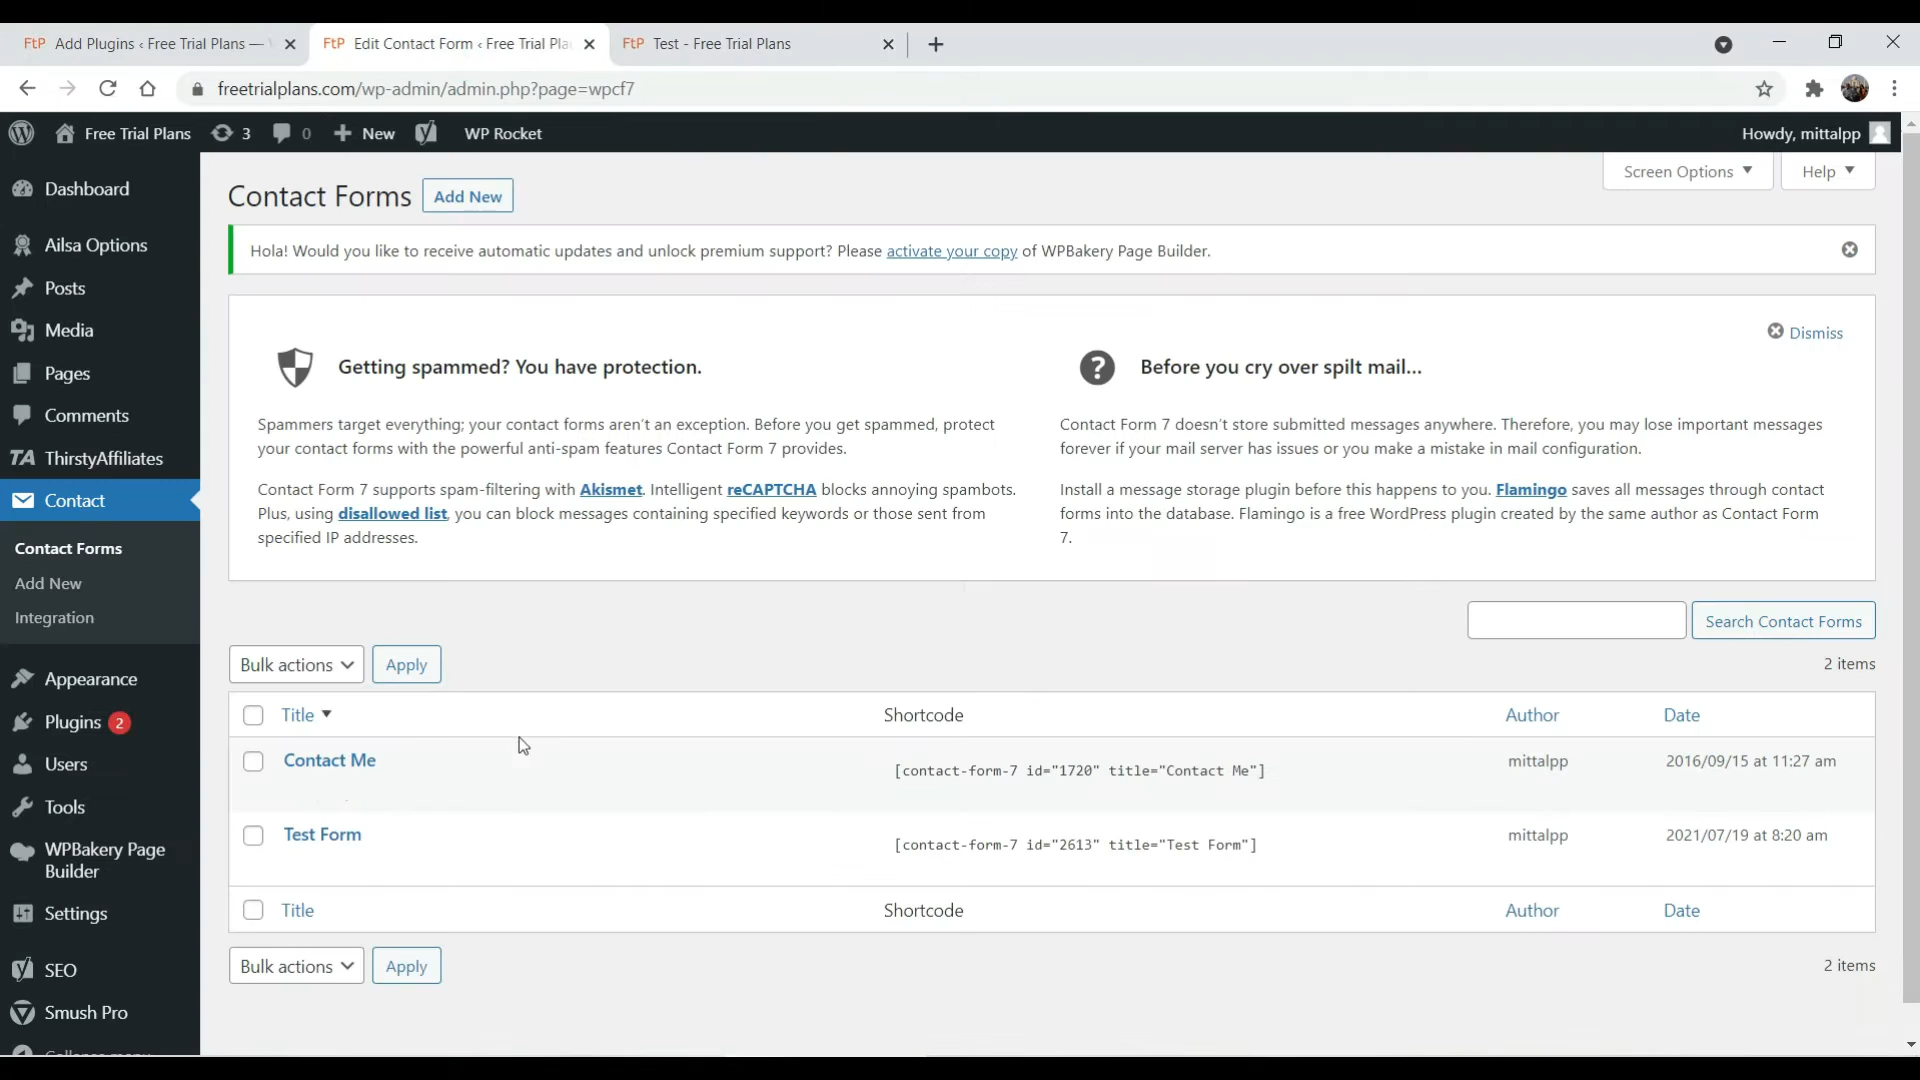 FtP Add Plugins ‹ Free Trial Plans —
FtP Edit Contact Form ‹ Free Trial Pla
FtP Test - Free Trial Plans
freetrialplans.com/wp-admin/admin.php?page=wpcf7
Free Trial Plans 3 0 New WP Rocket Howdy, mittalpp
Dashboard
Ailsa Options
Posts
Media
Pages
Comments
TA ThirstyAffiliates
Contact
Contact Forms
Add New
Integration
Appearance
Plugins 2
Users
Tools
WPBakery Page
Builder
Settings
SEO
Smush Pro
Screen Options Help
Contact Forms Add New
Hola! Would you like to receive automatic updates and unlock premium support? Please activate your copy of WPBakery Page Builder.
Dismiss
Getting spammed? You have protection.
Spammers target everything; your contact forms aren't an exception. Before you get spammed, protect
your contact forms with the powerful anti-spam features Contact Form 7 provides.
Contact Form 7 supports spam-filtering with Akismet. Intelligent reCAPTCHA blocks annoying spambots.
Plus, using disallowed list, you can block messages containing specified keywords or those sent from
specified IP addresses.
Before you cry over spilt mail...
Contact Form 7 doesn't store submitted messages anywhere. Therefore, you may lose important messages
forever if your mail server has issues or you make a mistake in mail configuration.
Install a message storage plugin before this happens to you. Flamingo saves all messages through contact
forms into the database. Flamingo is a free WordPress plugin created by the same author as Contact Form
7.
Search Contact Forms
Bulk actions Apply 2 items
Title Shortcode Author Date
Contact Me [contact-form-7 id="1720" title="Contact Me"] mittalpp 2016/09/15 at 11:27 am
Test Form [contact-form-7 id="2613" title="Test Form"] mittalpp 2021/07/19 at 8:20 am
Title Shortcode Author Date
Bulk actions Apply 2 items